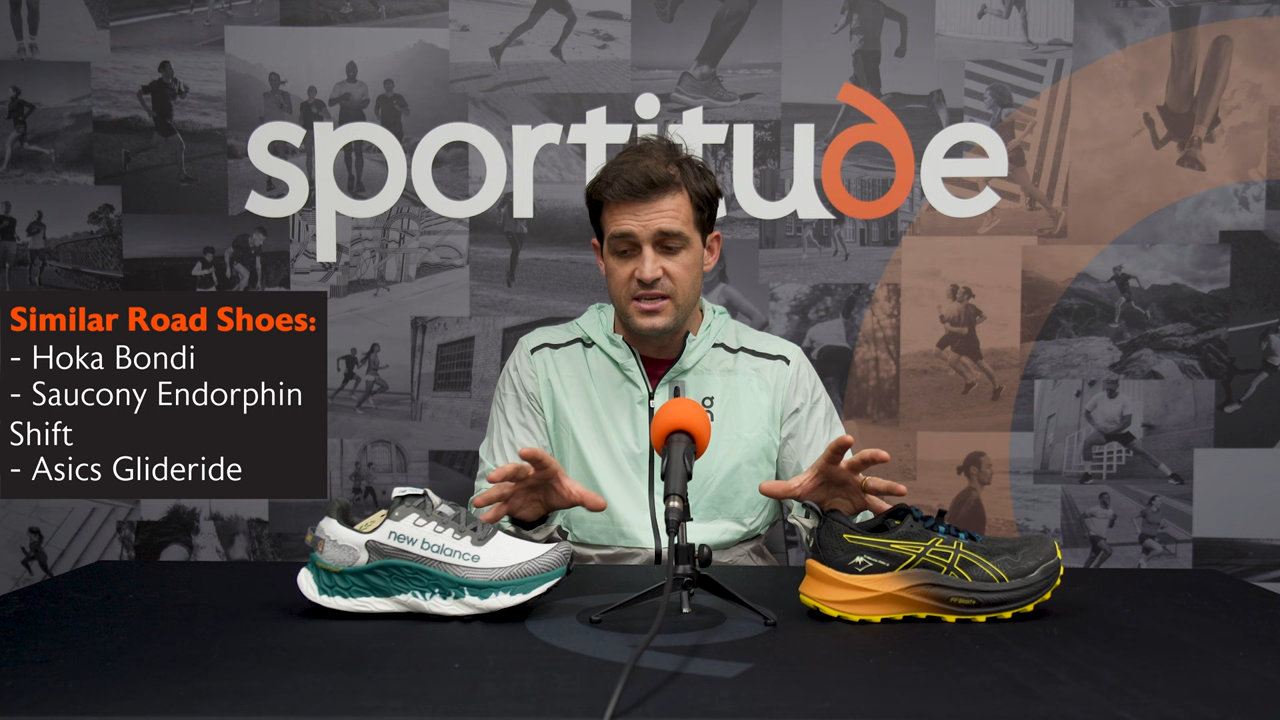 sportitude
Similar Road Shoes:
- Hoka Bondi
- Saucony Endorphin
Shift
- Asics Glideride
new balance